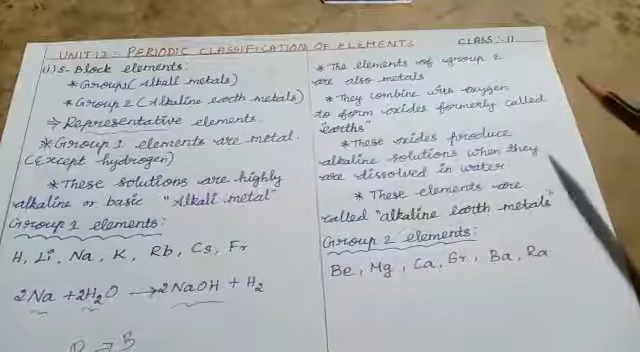 UNIT 12:- PERIODIC CLASSIFICATION OF ELEMENTS
CLASS:- 11
(i) S- Block elements:
* Group 1 (Alkali metals)
* Group 2 (Alkaline earth metals)
⇒ Representative elements.
* Group 1 elements are metal.
(Except hydrogen)
* These solutions are highly
alkaline or basic "Alkali metal"
Group 1 elements:
H, Li, Na, K, Rb, Cs, Fr
2Na + 2H₂O → 2NaOH + H₂
* The elements of group 2
are also metals
* They combine with oxygen
to form oxides formerly called
"earths"
* These oxides produce
alkaline solutions when they
are dissolved in water.
* These elements are
called "alkaline earth metals"
Group 2 elements:
Be, Mg, Ca, Sr, Ba, Ra